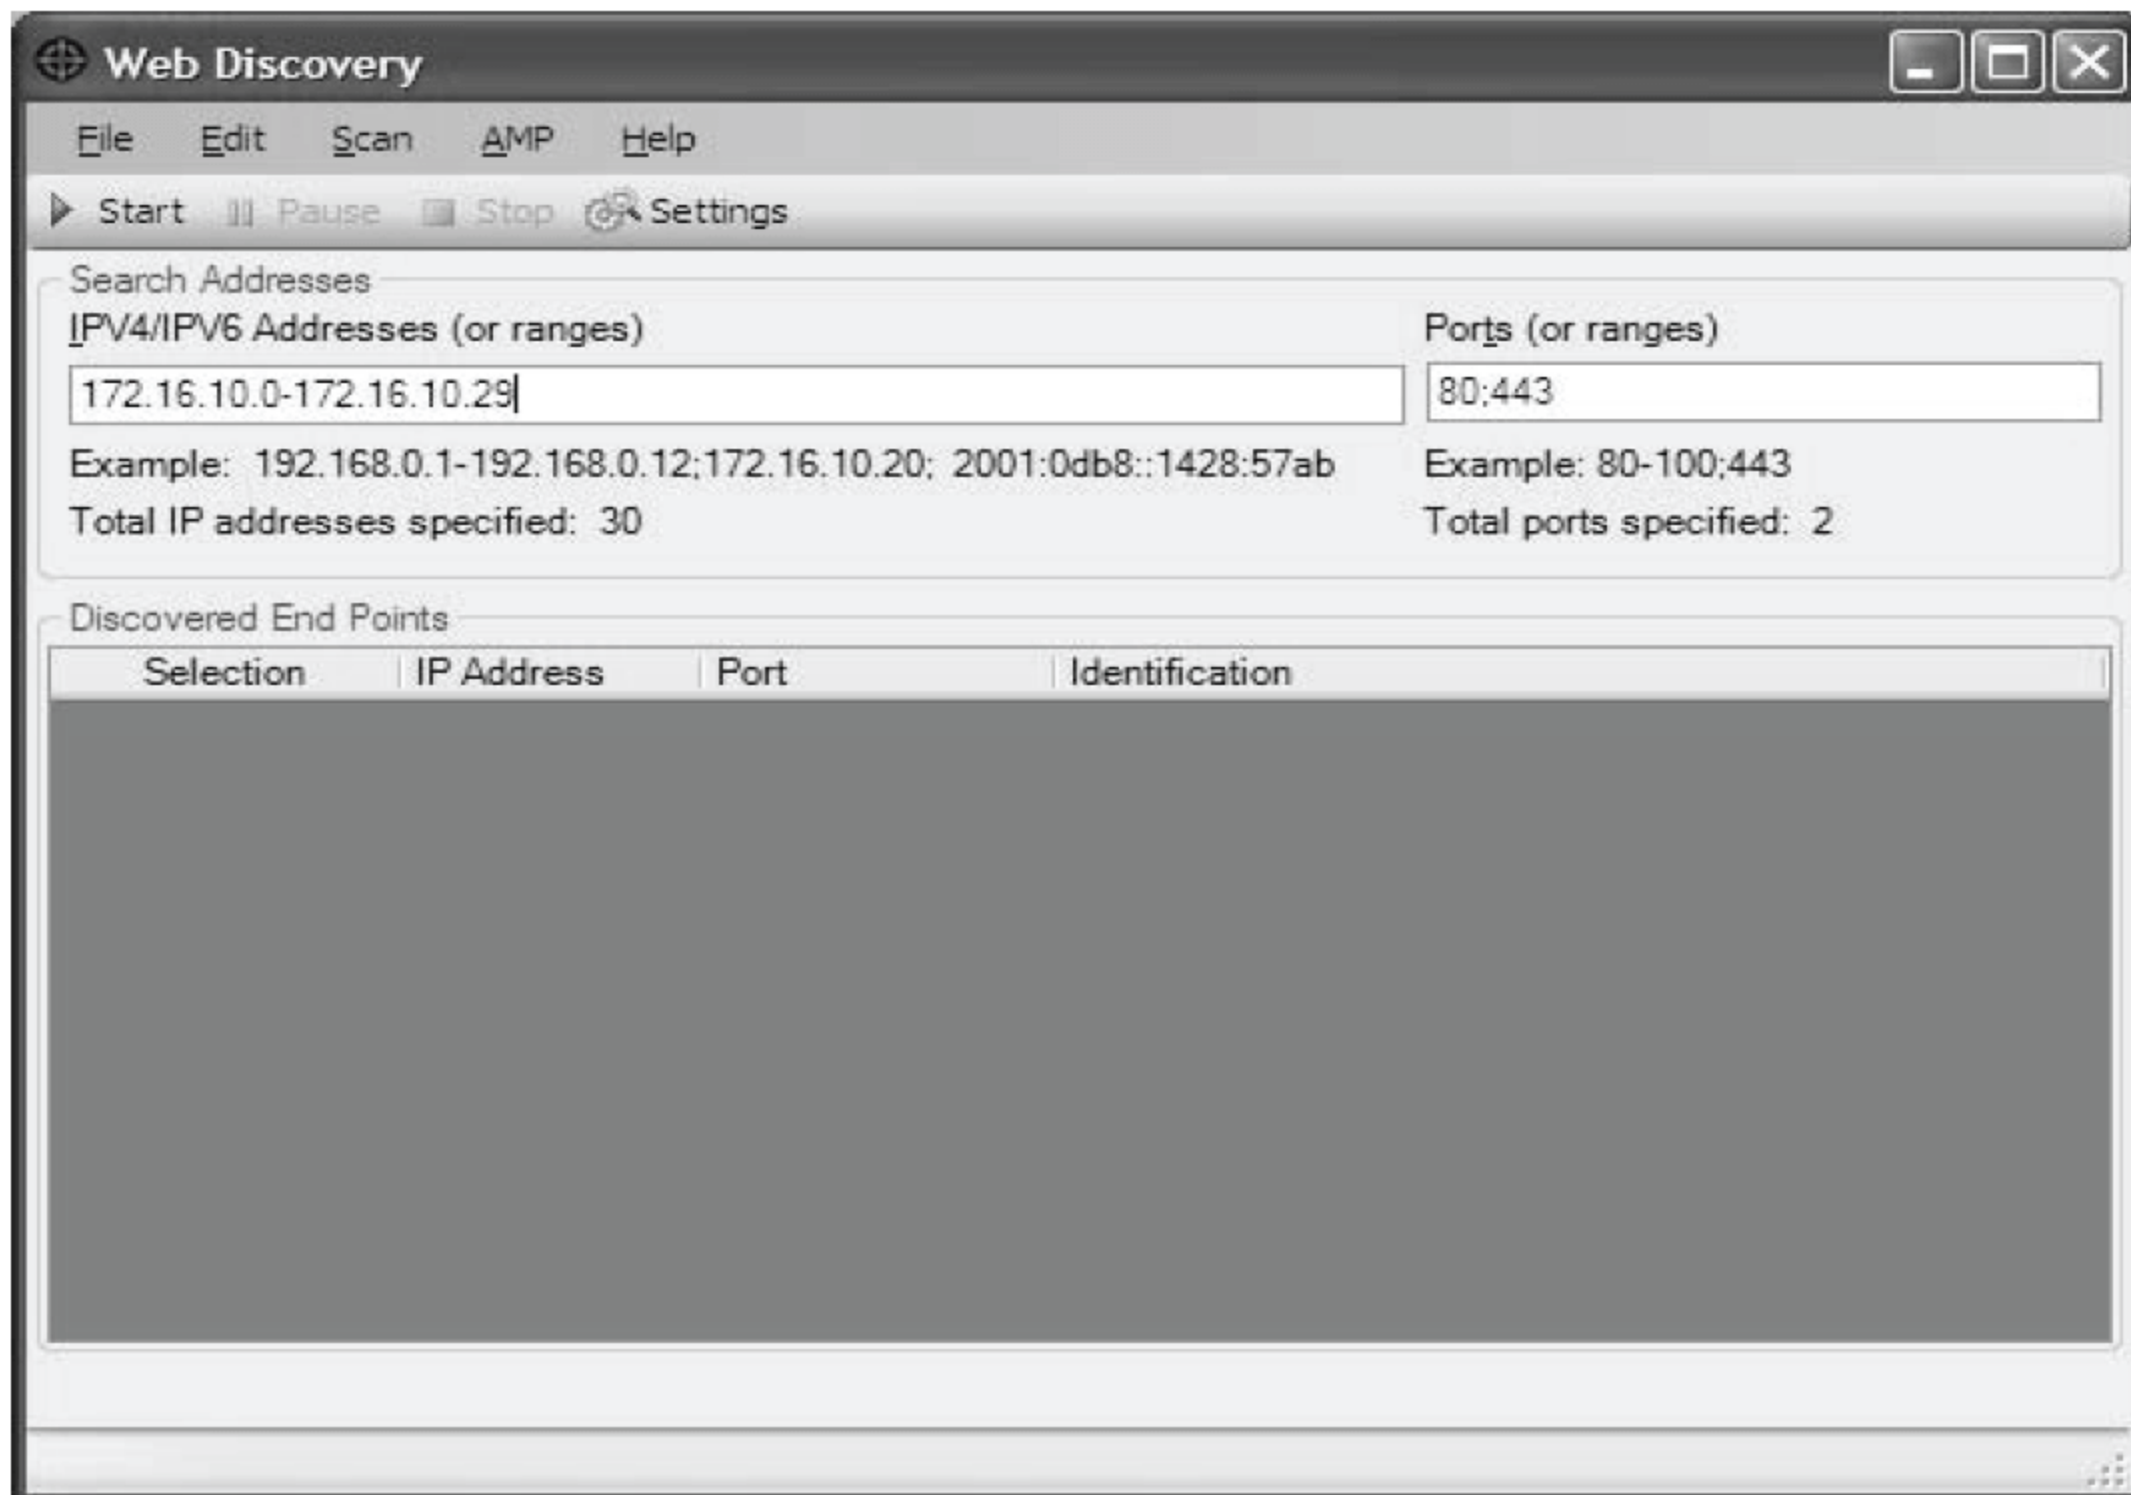 Web Discovery
File Edit Scan AMP Help
Start Pause Stop Settings
Search Addresses
IPV4/IPV6 Addresses (or ranges) Ports (or ranges)
172.16.10.0-172.16.10.29 80;443
Example: 192.168.0.1-192.168.0.12;172.16.10.20; 2001:0db8::1428:57ab Example: 80-100;443
Total IP addresses specified: 30 Total ports specified: 2
Discovered End Points
Selection IP Address Port Identification